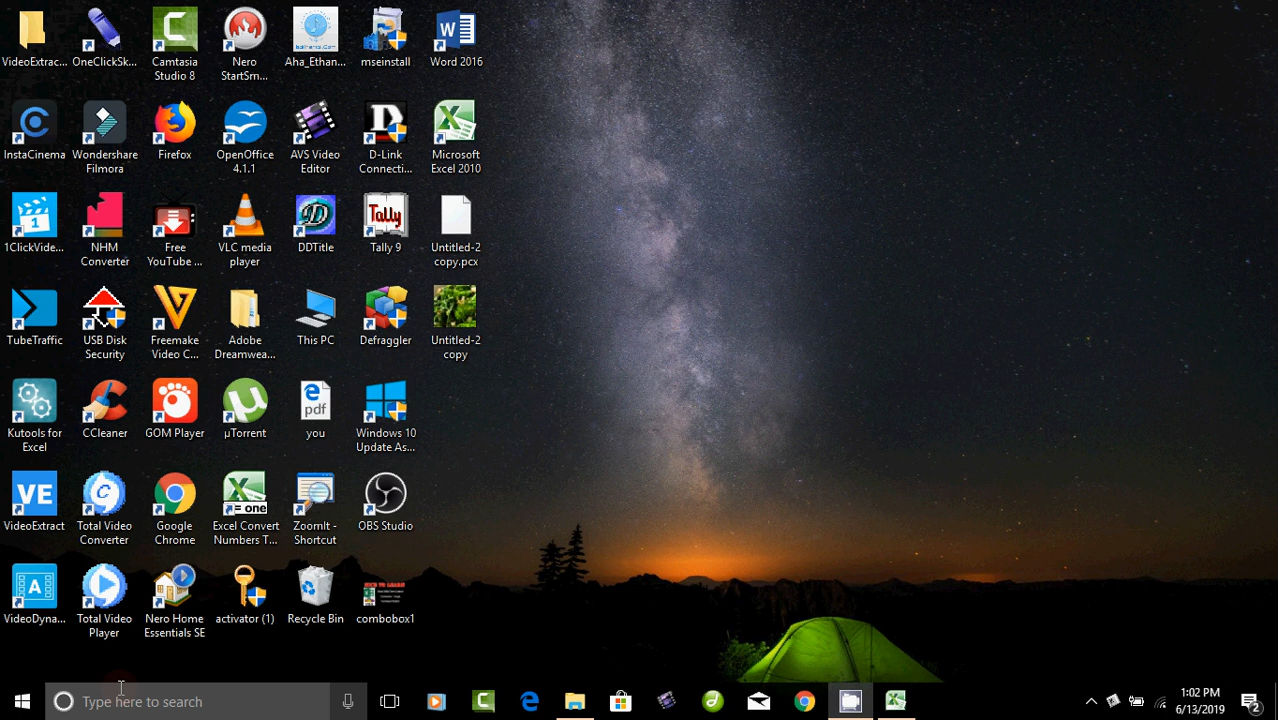 VideoExtrac...
OneClickSk...
Camtasia
Studio 8
Nero
StartSm...
Aha_Ethan...
mseinstall
Word 2016
InstaCinema
Wondershare
Filmora
Firefox
OpenOffice
4.1.1
AVS Video
Editor
D-Link
Connecti...
Microsoft
Excel 2010
1ClickVide...
NHM
Converter
Free
YouTube ...
VLC media
player
DDTitle
Tally
Tally 9
Untitled-2
copy.pcx
TubeTraffic
USB Disk
Security
Freemake
Video C...
Adobe
Dreamwea...
This PC
Defraggler
Untitled-2
copy
Kutools for
Excel
CCleaner
GOM Player
µTorrent
pdf
you
Windows 10
Update As...
VE
VideoExtract
Total Video
Converter
Google
Chrome
= one
Excel Convert
Numbers T...
ZoomIt -
Shortcut
OBS Studio
VideoDyna...
Total Video
Player
Nero Home
Essentials SE
activator (1)
Recycle Bin
combobox1
Type here to search
1:02 PM
6/13/2019
2